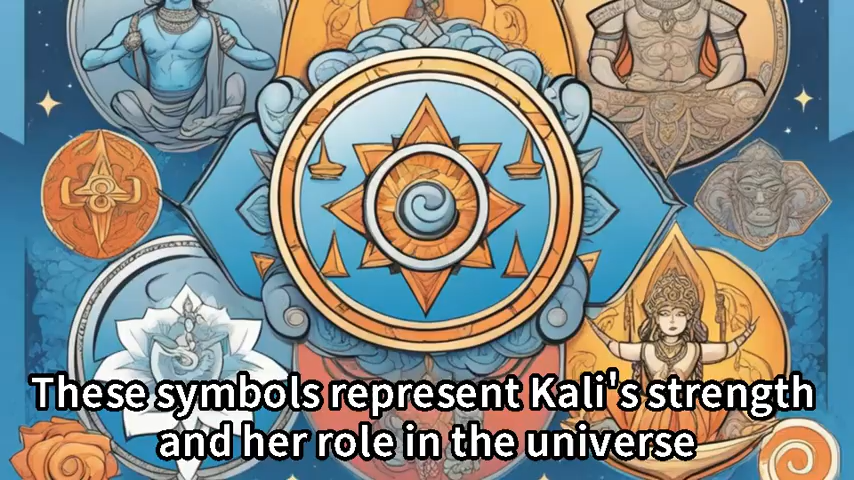 These symbols represent Kali's strength
and her role in the universe